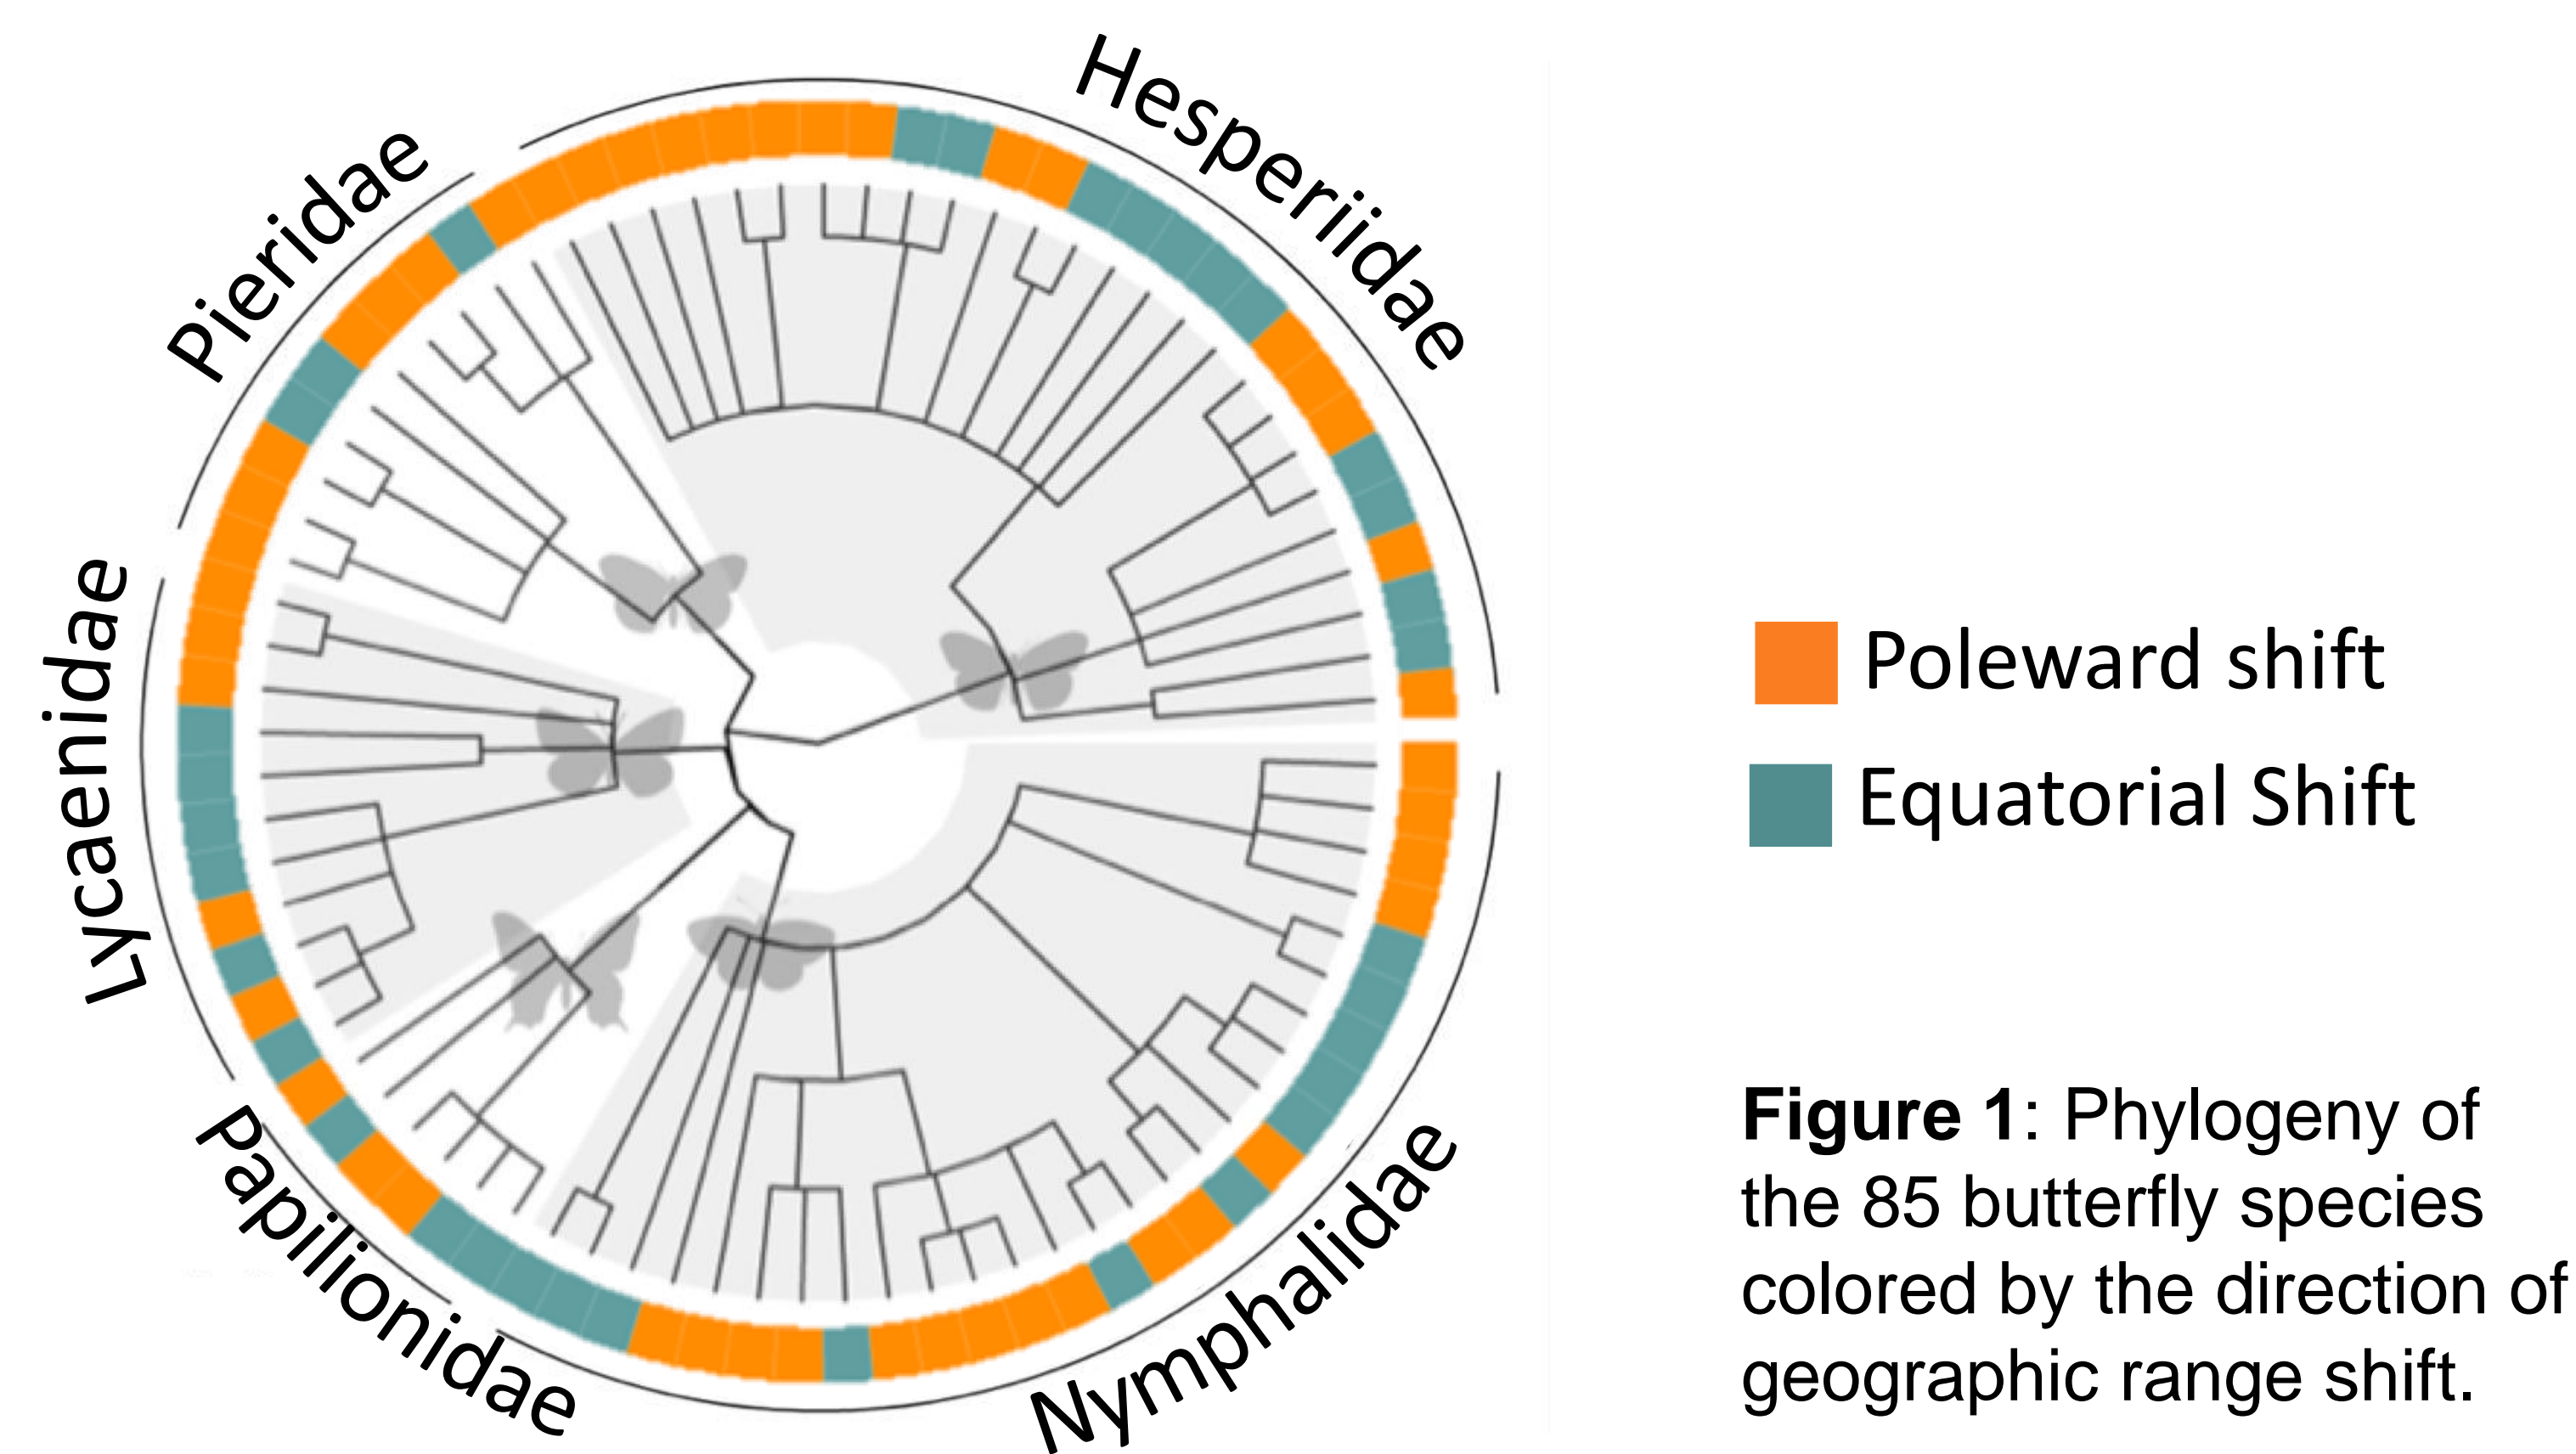 Hesperiidae
Pieridae
Lycaenidae
Papilionidae
Nymphalidae
Poleward shift
Equatorial Shift
Figure 1: Phylogeny of
the 85 butterfly species
colored by the direction of
geographic range shift.